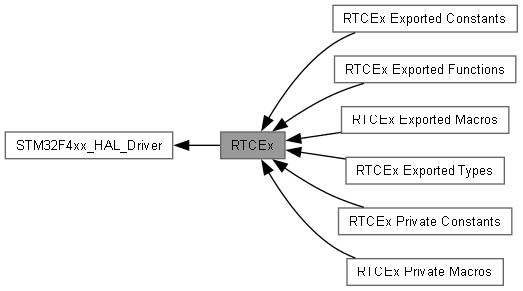 RTCEx Exported Constants
RTCEx Exported Functions
RTCEx Exported Macros
STM32F4xx_HAL_Driver
RTCEx
RTCEx Exported Types
RTCEx Private Constants
RTCEx Private Macros